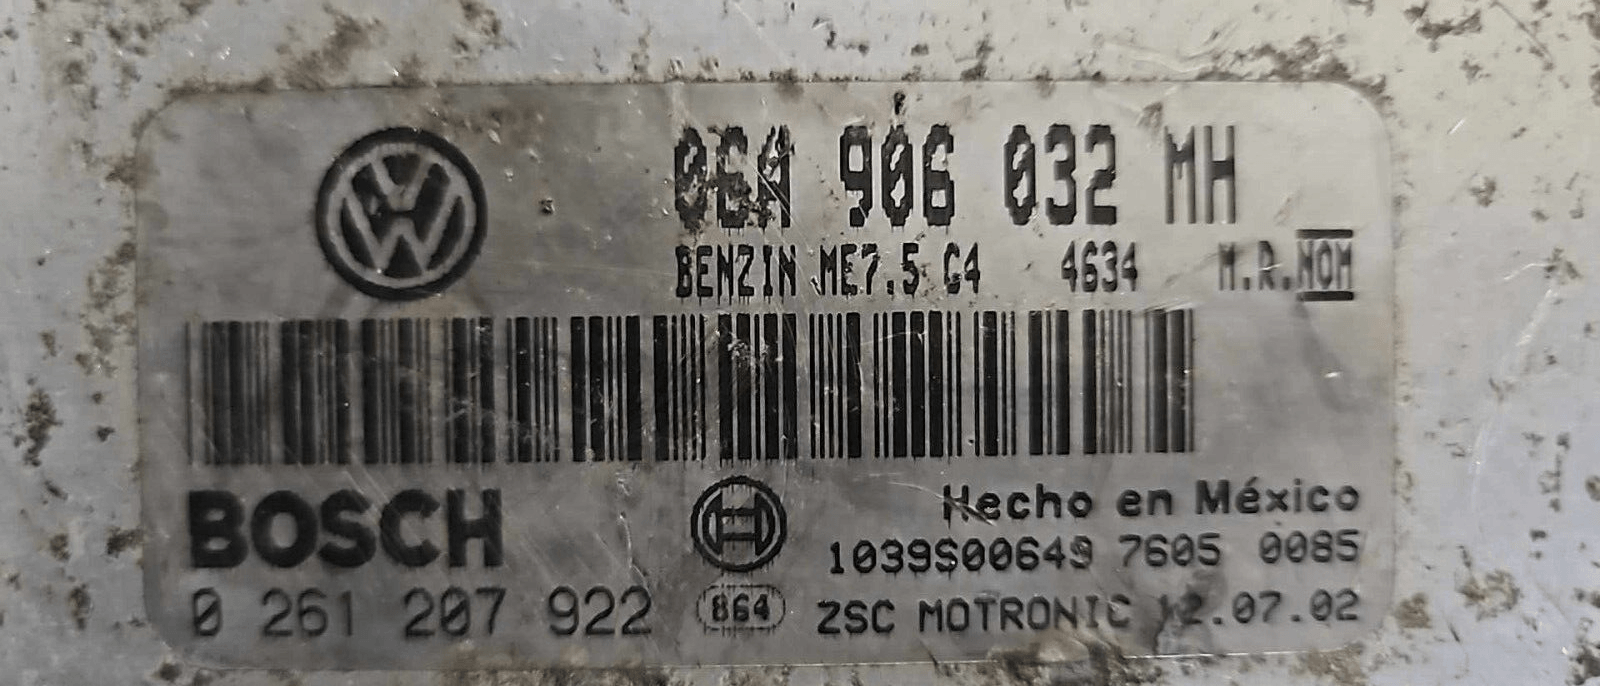 06A 906 032 MH
BENZIN ME7.5 G4 4634 M.R.NOM
BOSCH
Hecho en México
1039S00649 7605 0085
0 261 207 922 864 ZSC MOTRONIC 12.07.02